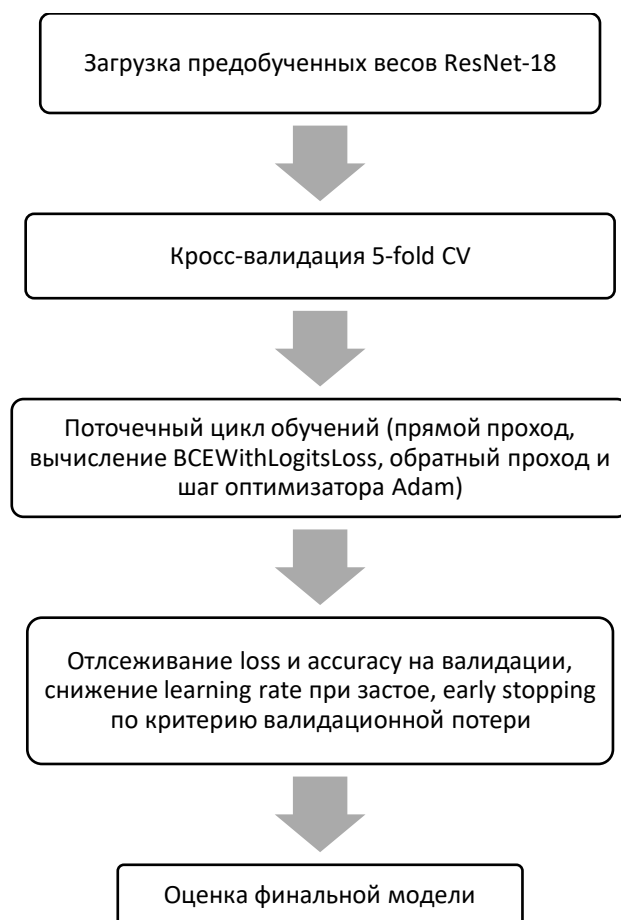 Загрузка предобученных весов ResNet-18
Кросс-валидация 5-fold CV
Поточечный цикл обучений (прямой проход,
вычисление BCEWithLogitsLoss, обратный проход и
шаг оптимизатора Adam)
Отлсеживание loss и accuracy на валидации,
снижение learning rate при застое, early stopping
по критерию валидационной потери
Оценка финальной модели